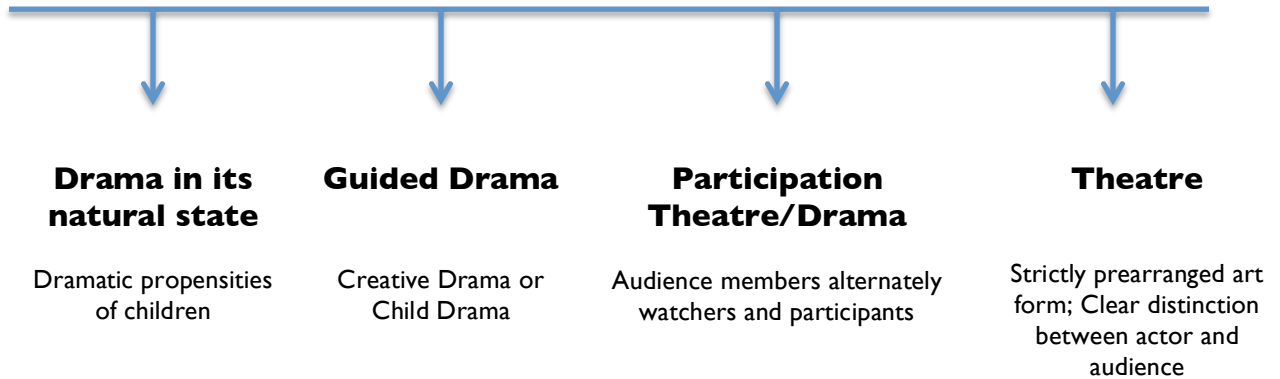 Drama in its
natural state
Dramatic propensities
of children
Guided Drama
Creative Drama or
Child Drama
Participation
Theatre/Drama
Audience members alternately
watchers and participants
Theatre
Strictly prearranged art
form; Clear distinction
between actor and
audience